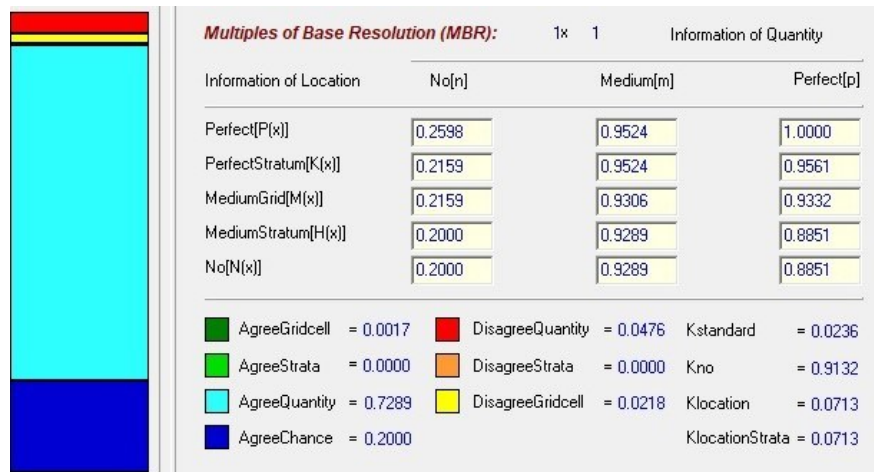 Multiples of Base Resolution (MBR): 1x 1 Information of Quantity
Information of Location No[n] Medium[m] Perfect[p]
Perfect[P(x)] 0.2598 0.9524 1.0000
PerfectStratum[K(x)] 0.2159 0.9524 0.9561
MediumGrid[M(x)] 0.2159 0.9306 0.9332
MediumStratum[H(x)] 0.2000 0.9289 0.8851
No[N(x)] 0.2000 0.9289 0.8851
AgreeGridcell = 0.0017 DisagreeQuantity = 0.0476 Kstandard = 0.0236
AgreeStrata = 0.0000 DisagreeStrata = 0.0000 Kno = 0.9132
AgreeQuantity = 0.7289 DisagreeGridcell = 0.0218 Klocation = 0.0713
AgreeChance = 0.2000 KlocationStrata = 0.0713